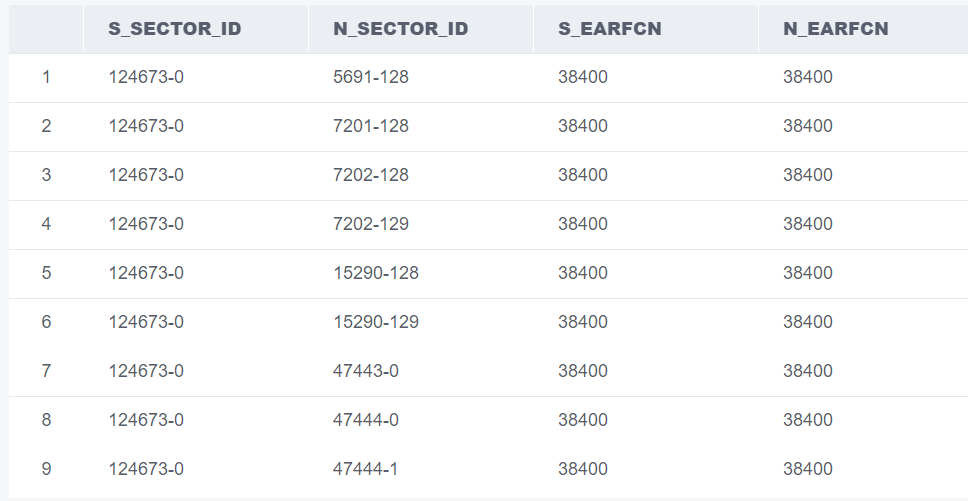 S_SECTOR_ID N_SECTOR_ID S_EARFCN N_EARFCN
1 124673-0 5691-128 38400 38400
2 124673-0 7201-128 38400 38400
3 124673-0 7202-128 38400 38400
4 124673-0 7202-129 38400 38400
5 124673-0 15290-128 38400 38400
6 124673-0 15290-129 38400 38400
7 124673-0 47443-0 38400 38400
8 124673-0 47444-0 38400 38400
9 124673-0 47444-1 38400 38400